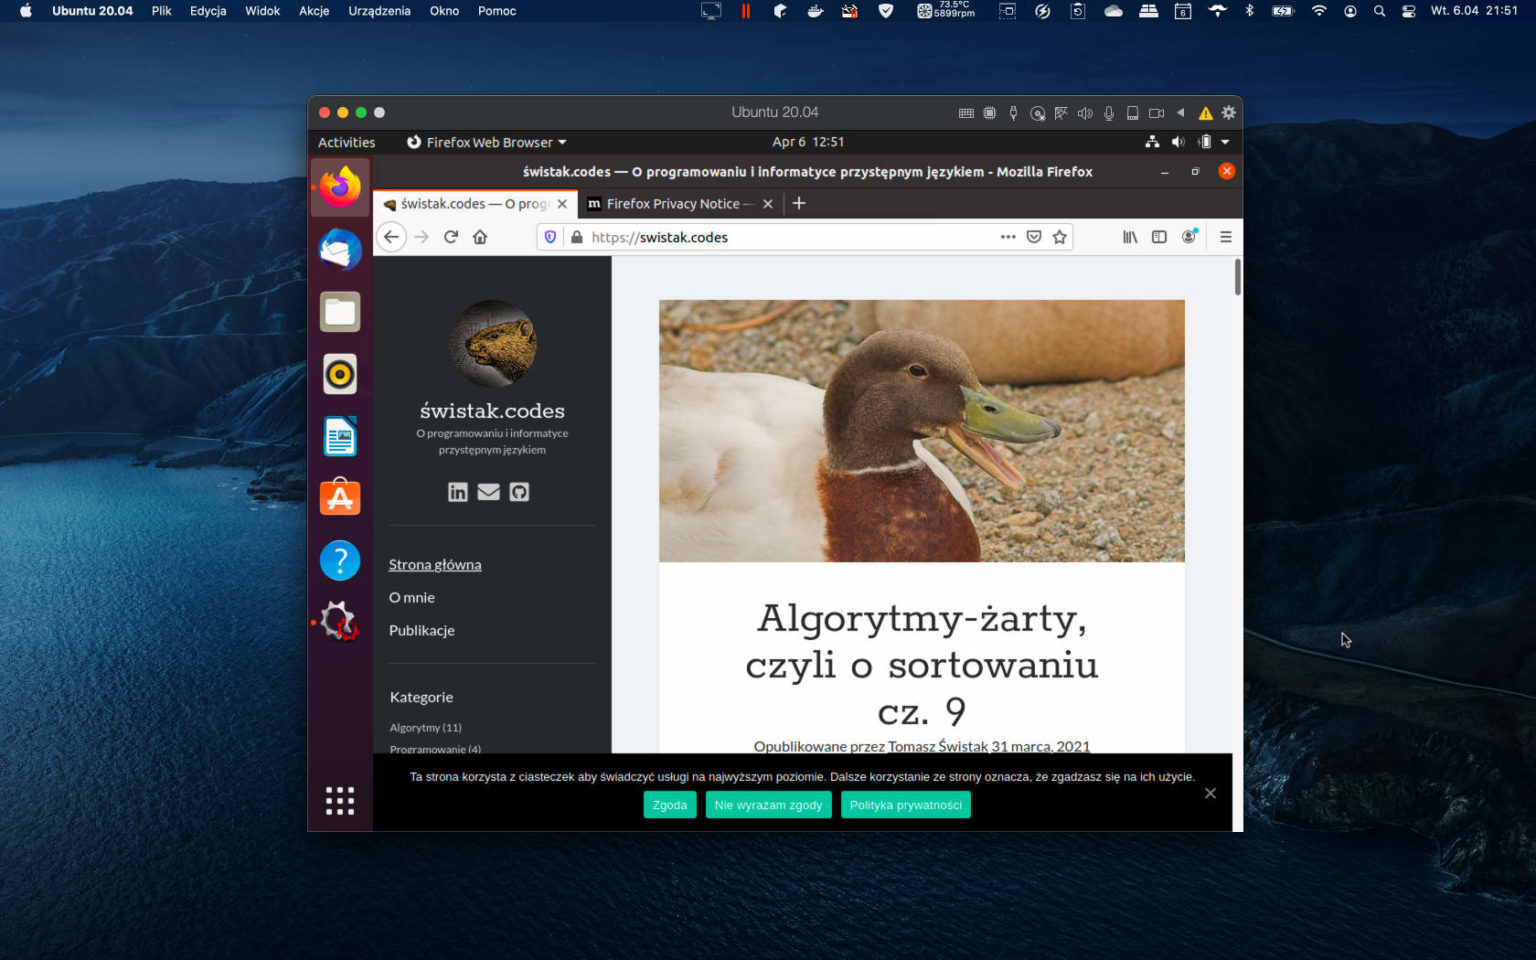 Ubuntu 20.04 Plik Edycja Widok Akcje Urządzenia Okno Pomoc 73.5°C 5899rpm 6 Wt. 6.04 21:51
Ubuntu 20.04
Activities Firefox Web Browser Apr 6 12:51
świstak.codes — O programowaniu i informatyce przystępnym językiem - Mozilla Firefox
świstak.codes — O prog m Firefox Privacy Notice —
https://swistak.codes
świstak.codes
O programowaniu i informatyce
przystępnym językiem
Strona główna
O mnie
Publikacje
Kategorie
Algorytmy (11)
Programowanie (4)
Algorytmy-żarty,
czyli o sortowaniu
cz. 9
Opublikowane przez Tomasz Świstak 31 marca, 2021
Ta strona korzysta z ciasteczek aby świadczyć usługi na najwyższym poziomie. Dalsze korzystanie ze strony oznacza, że zgadzasz się na ich użycie.
Zgoda Nie wyrażam zgody Polityka prywatności